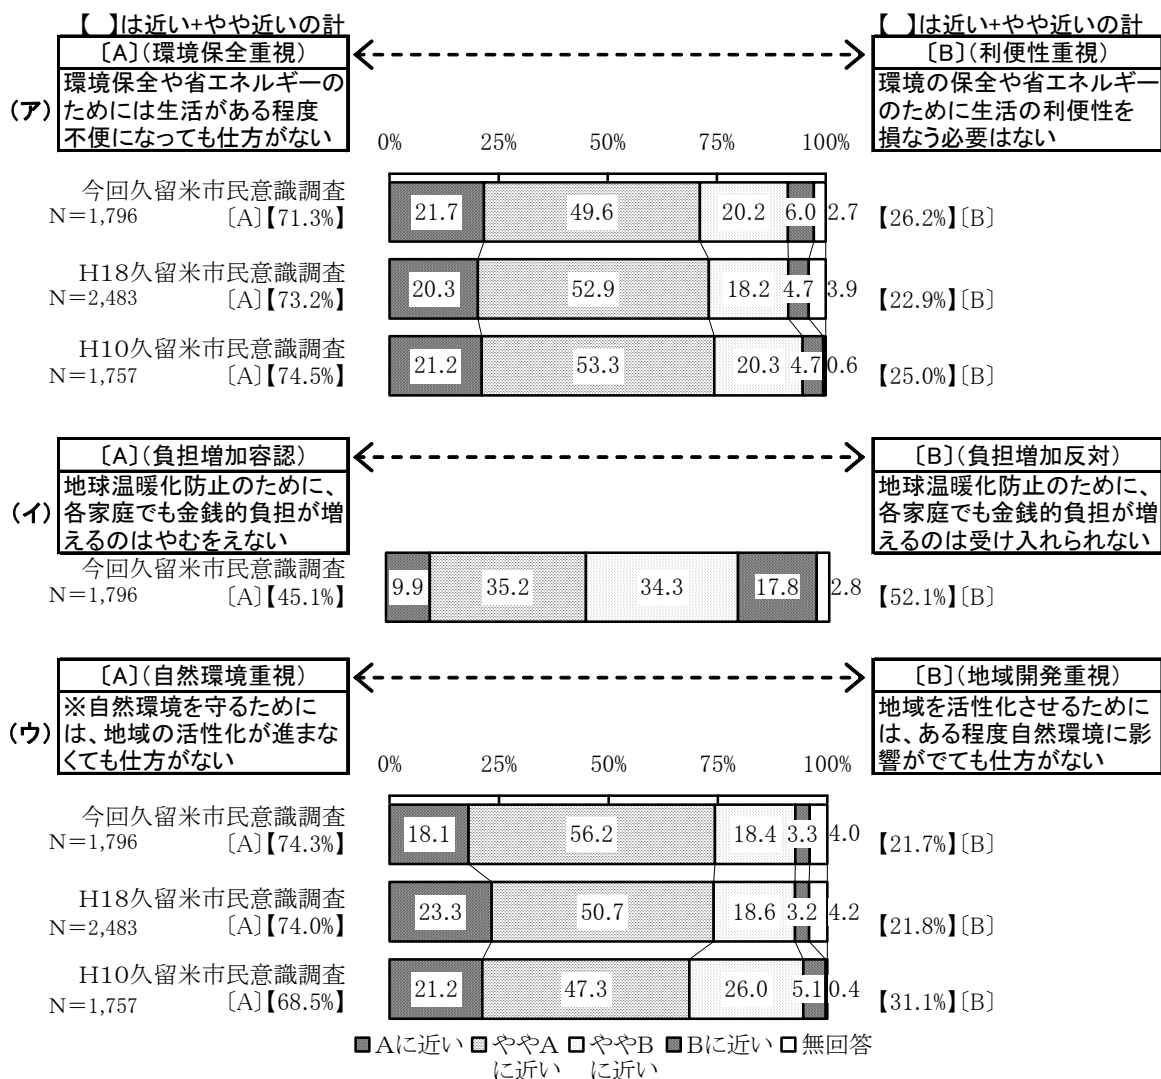 【 】は近い+やや近いの計
【 】は近い+やや近いの計
(ア)
〔A〕(環境保全重視)
環境保全や省エネルギーの
ためには生活がある程度
不便になっても仕方がない
〔B〕(利便性重視)
環境の保全や省エネルギー
のために生活の利便性を
損なう必要はない
0% 25% 50% 75% 100%
今回久留米市民意識調査
N=1,796 〔A〕【71.3%】 21.7 49.6 20.2 6.0 2.7 【26.2%】〔B〕
H18久留米市民意識調査
N=2,483 〔A〕【73.2%】 20.3 52.9 18.2 4.7 3.9 【22.9%】〔B〕
H10久留米市民意識調査
N=1,757 〔A〕【74.5%】 21.2 53.3 20.3 4.7 0.6 【25.0%】〔B〕
(イ)
〔A〕(負担増加容認)
地球温暖化防止のために、
各家庭でも金銭的負担が増
えるのはやむをえない
〔B〕(負担増加反対)
地球温暖化防止のために、
各家庭でも金銭的負担が増
えるのは受け入れられない
今回久留米市民意識調査
N=1,796 〔A〕【45.1%】 9.9 35.2 34.3 17.8 2.8 【52.1%】〔B〕
(ウ)
〔A〕(自然環境重視)
※自然環境を守るために
は、地域の活性化が進まな
くても仕方がない
〔B〕(地域開発重視)
地域を活性化させるために
は、ある程度自然環境に影
響がでても仕方がない
0% 25% 50% 75% 100%
今回久留米市民意識調査
N=1,796 〔A〕【74.3%】 18.1 56.2 18.4 3.3 4.0 【21.7%】〔B〕
H18久留米市民意識調査
N=2,483 〔A〕【74.0%】 23.3 50.7 18.6 3.2 4.2 【21.8%】〔B〕
H10久留米市民意識調査
N=1,757 〔A〕【68.5%】 21.2 47.3 26.0 5.1 0.4 【31.1%】〔B〕
Aに近い ややA ややB Bに近い 無回答
に近い に近い